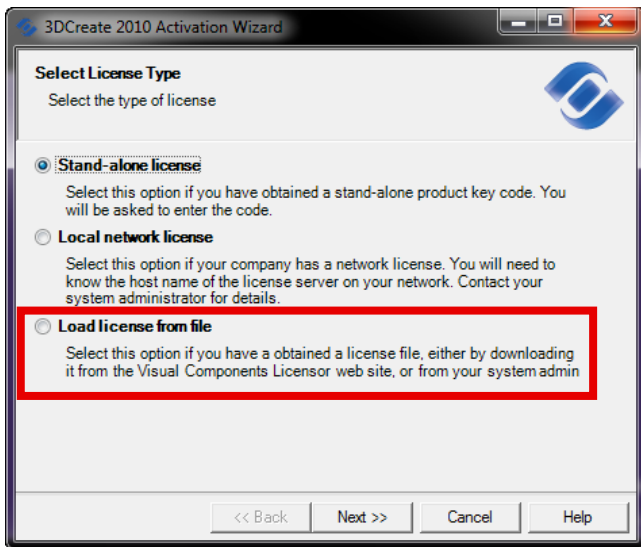 3DCreate 2010 Activation Wizard
Select License Type
Select the type of license
Stand-alone license
Select this option if you have obtained a stand-alone product key code. You
will be asked to enter the code.
Local network license
Select this option if your company has a network license. You will need to
know the host name of the license server on your network. Contact your
system administrator for details.
Load license from file
Select this option if you have a obtained a license file, either by downloading
it from the Visual Components Licensor web site, or from your system admin
<< Back Next >> Cancel Help